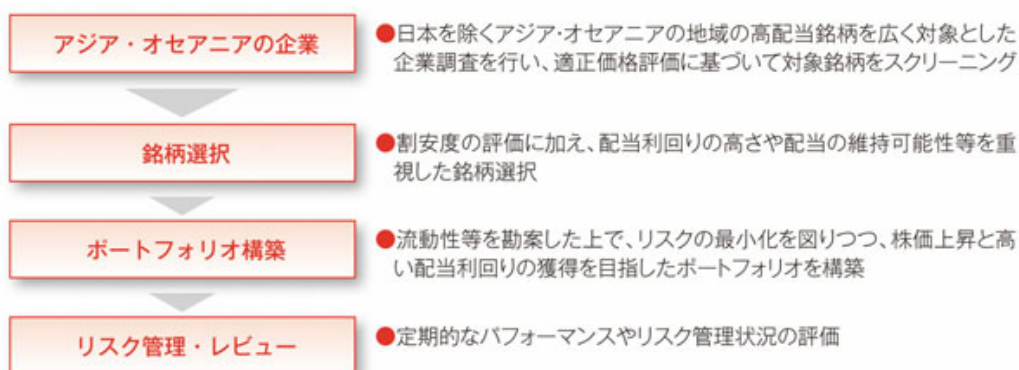 アジア・オセアニアの企業
●日本を除くアジア・オセアニアの地域の高配当銘柄を広く対象とした
企業調査を行い、適正価格評価に基づいて対象銘柄をスクリーニング
銘柄選択
●割安度の評価に加え、配当利回りの高さや配当の維持可能性等を重
視した銘柄選択
ポートフォリオ構築
●流動性等を勘案した上で、リスクの最小化を図りつつ、株価上昇と高
い配当利回りの獲得を目指したポートフォリオを構築
リスク管理・レビュー
●定期的なパフォーマンスやリスク管理状況の評価